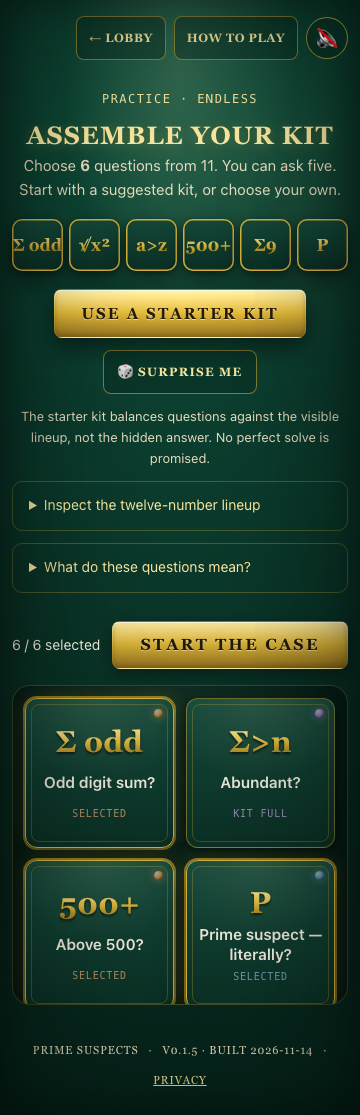 ← LOBBY
HOW TO PLAY
PRACTICE · ENDLESS
ASSEMBLE YOUR KIT
Choose 6 questions from 11. You can ask five.
Start with a suggested kit, or choose your own.
Σ odd
√x²
a>z
500+
Σ9
P
USE A STARTER KIT
🎲 SURPRISE ME
The starter kit balances questions against the visible
lineup, not the hidden answer. No perfect solve is
promised.
▶ Inspect the twelve-number lineup
▶ What do these questions mean?
6 / 6 selected
START THE CASE
Σ odd
Odd digit sum?
SELECTED
Σ>n
Abundant?
KIT FULL
500+
Above 500?
SELECTED
P
Prime suspect —
literally?
SELECTED
PRIME SUSPECTS · V0.1.5 · BUILT 2026-11-14 ·
PRIVACY